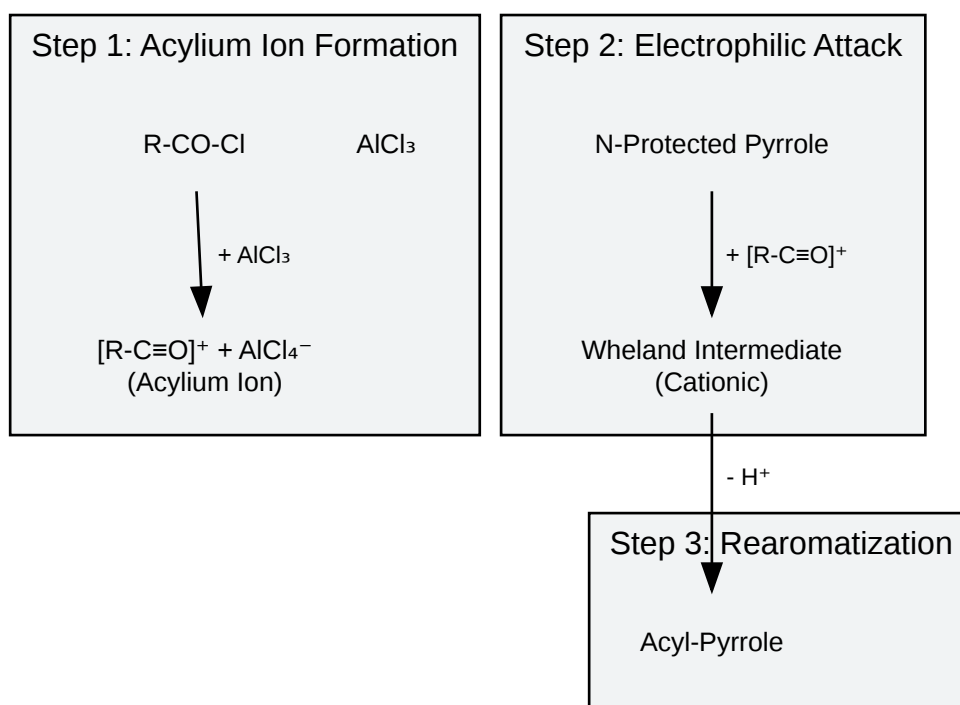 Step 1: Acylium Ion Formation
R-CO-Cl
AlCl₃
+ AlCl₃
[R-C≡O]⁺ + AlCl₄⁻
(Acylium Ion)
Step 2: Electrophilic Attack
N-Protected Pyrrole
+ [R-C≡O]⁺
Wheland Intermediate
(Cationic)
- H⁺
Step 3: Rearomatization
Acyl-Pyrrole